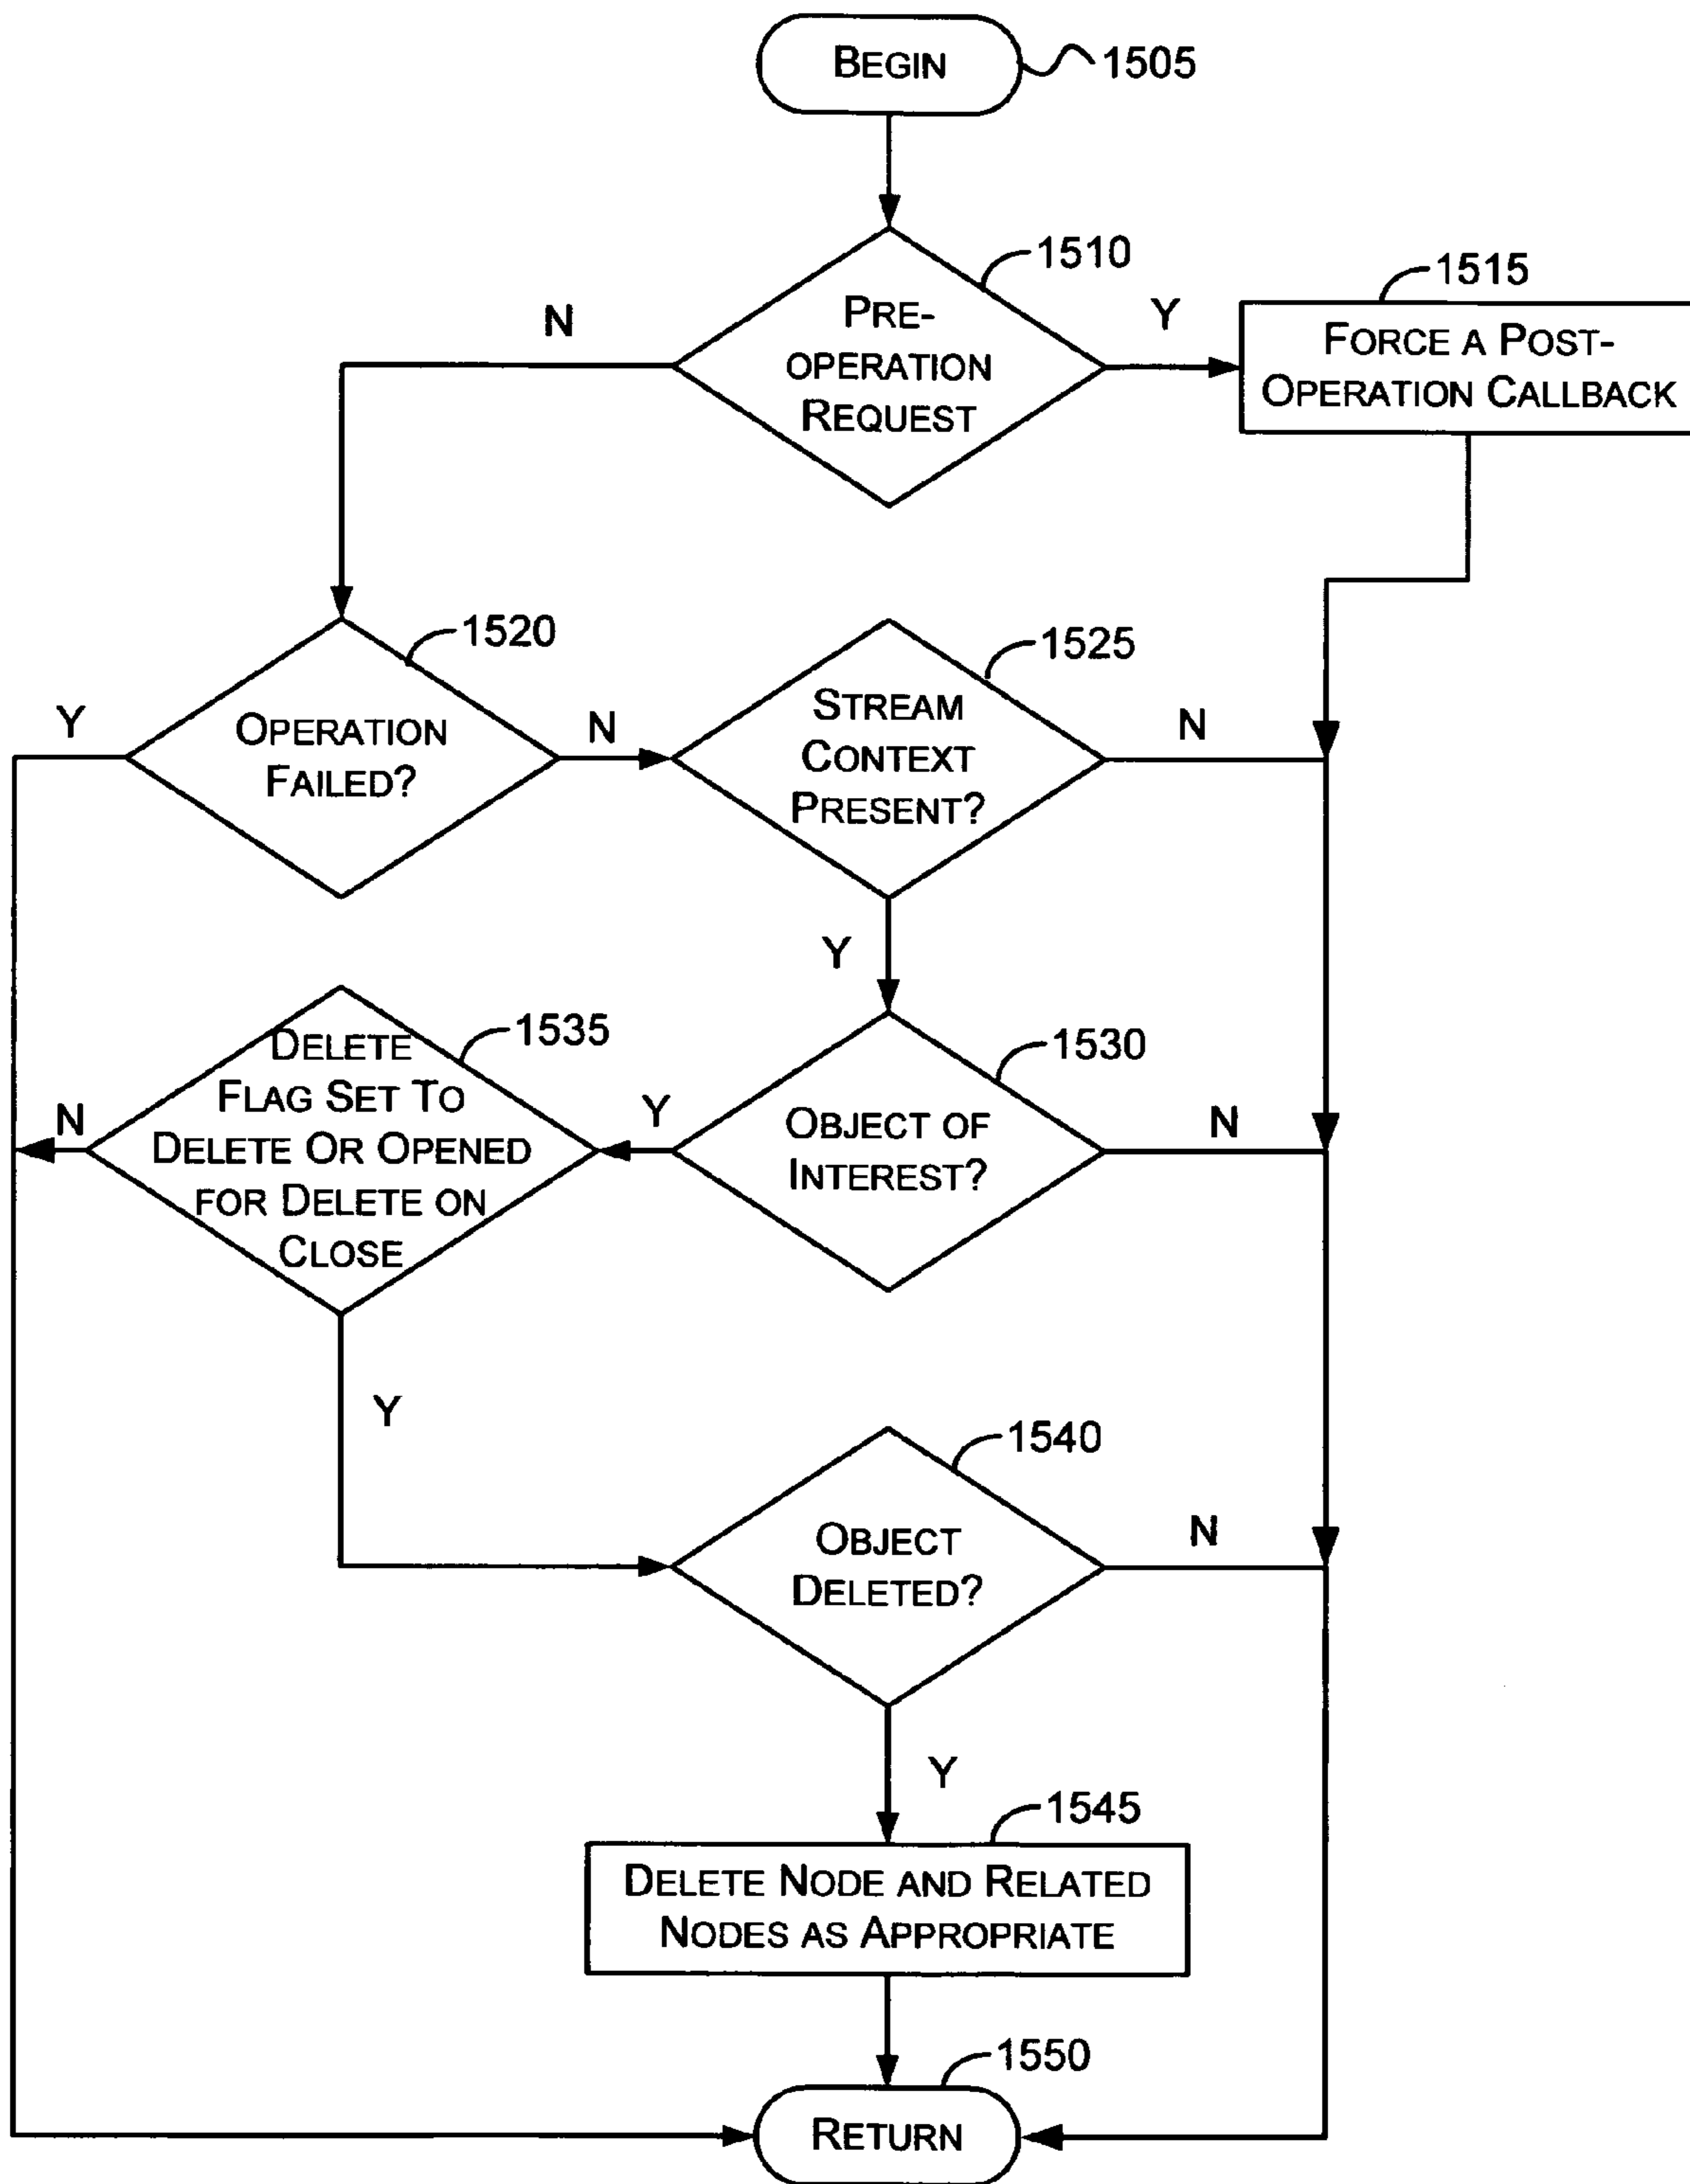 BEGIN
1505
1510
PRE-
OPERATION
REQUEST
N
Y
1515
FORCE A POST-
OPERATION CALLBACK
1520
OPERATION
FAILED?
Y
N
1525
STREAM
CONTEXT
PRESENT?
N
Y
1535
DELETE
FLAG SET TO
DELETE OR OPENED
FOR DELETE ON
CLOSE
N
Y
1530
OBJECT OF
INTEREST?
Y
N
1540
OBJECT
DELETED?
N
Y
1545
DELETE NODE AND RELATED
NODES AS APPROPRIATE
1550
RETURN